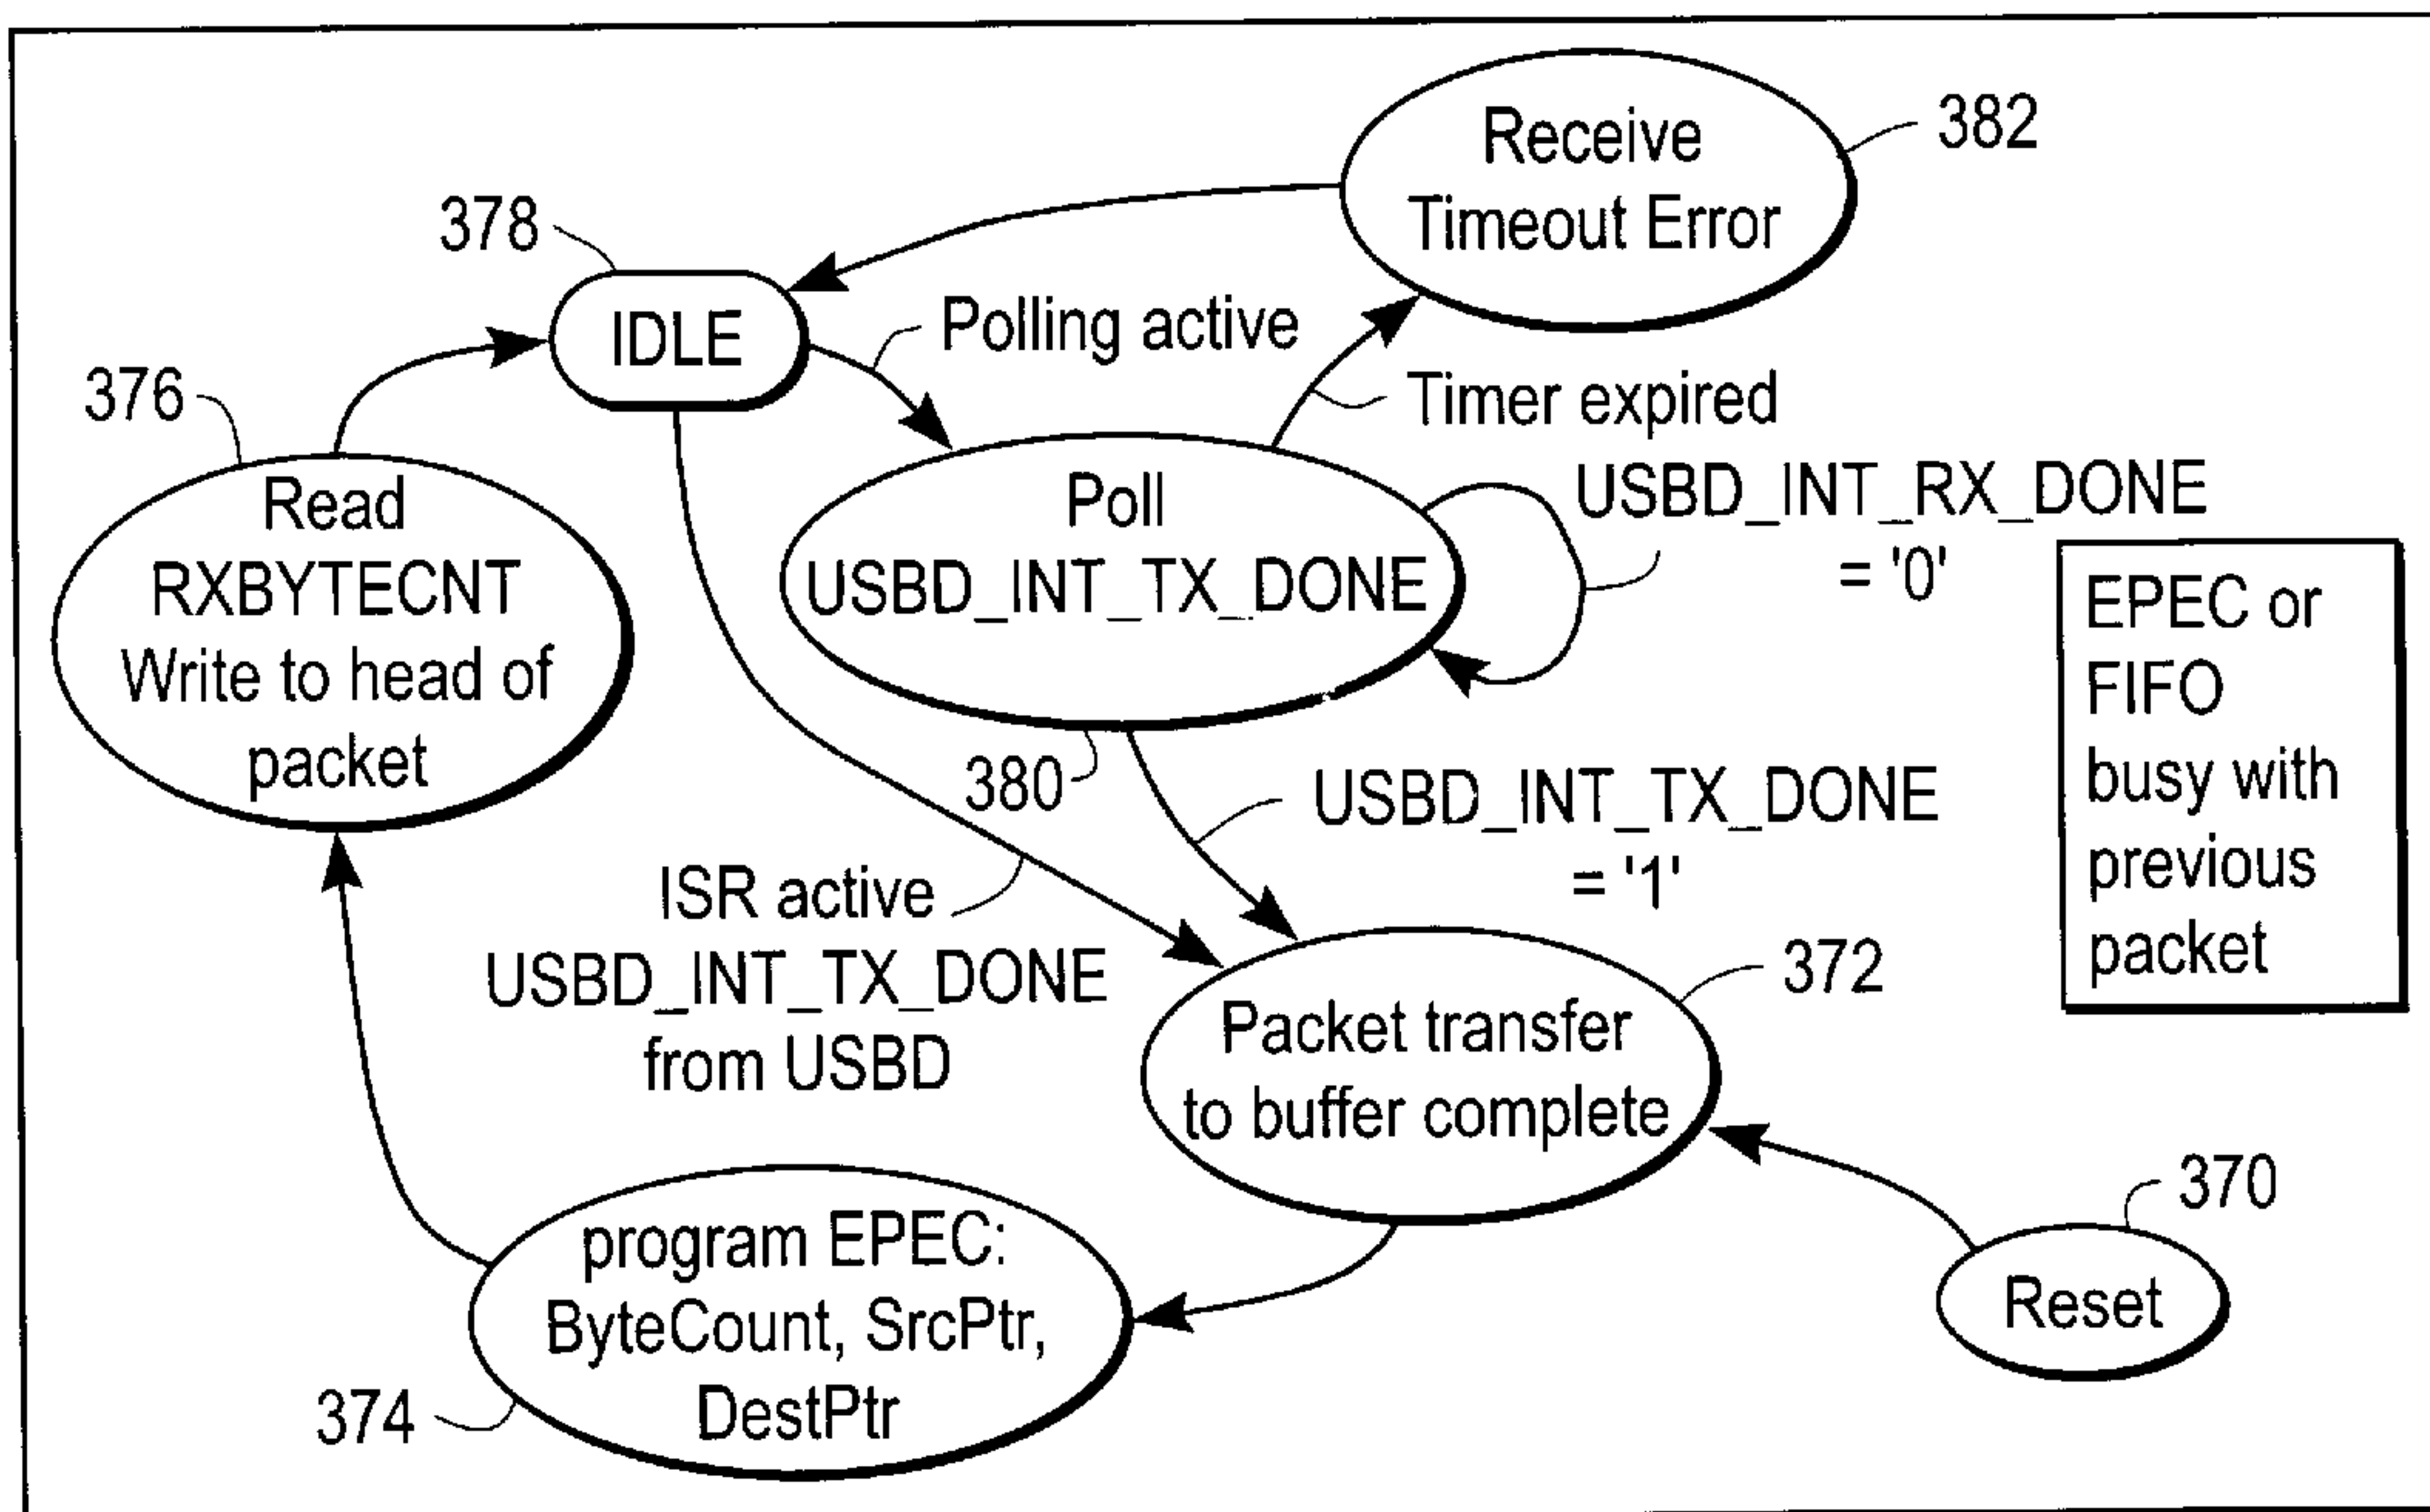 382
Receive
Timeout Error
378
IDLE
Polling active
Timer expired
376
Read
RXBYTECNT
Write to head of
packet
Poll
USBD_INT_TX_DONE
USBD_INT_RX_DONE
= '0'
380
EPEC or
FIFO
busy with
previous
packet
USBD_INT_TX_DONE
= '1'
ISR active
USBD_INT_TX_DONE
from USBD
372
Packet transfer
to buffer complete
370
Reset
program EPEC:
ByteCount, SrcPtr,
DestPtr
374